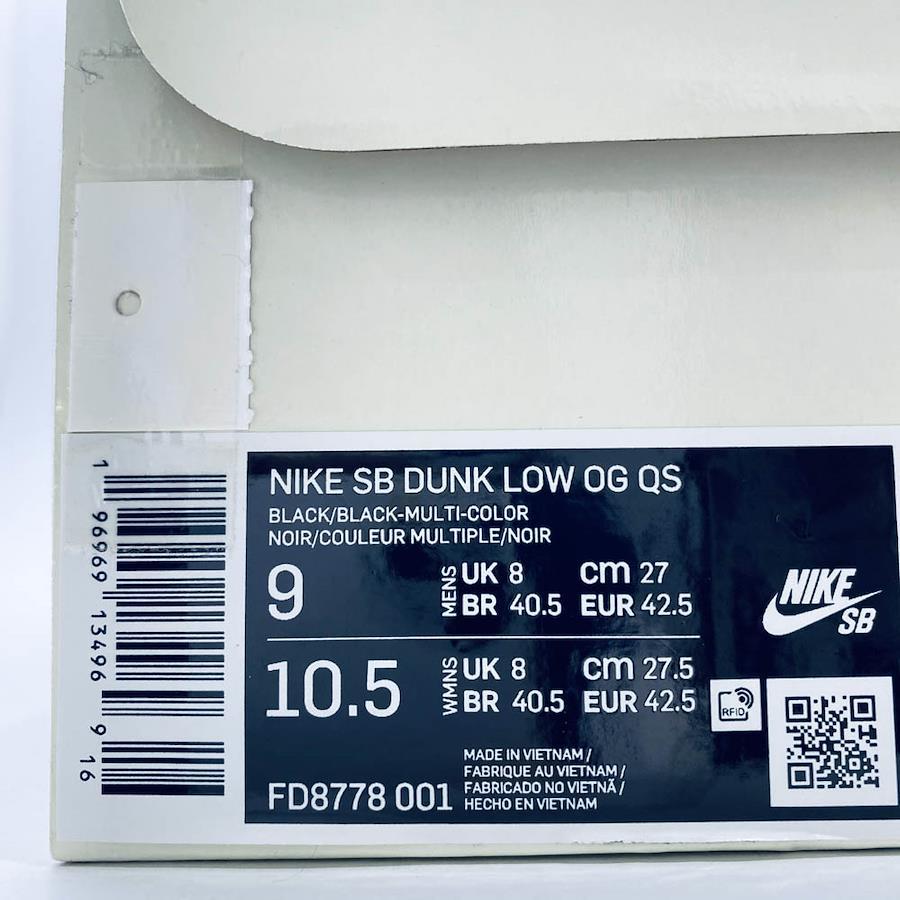 NIKE SB DUNK LOW OG QS
BLACK/BLACK-MULTI-COLOR
NOIR/COULEUR MULTIPLE/NOIR
9 MENS UK 8 cm 27
BR 40.5 EUR 42.5
10.5 WMNS UK 8 cm 27.5
BR 40.5 EUR 42.5
FD8778 001
MADE IN VIETNAM /
FABRIQUE AU VIETNAM /
FABRICADO NO VIETNÃ /
HECHO EN VIETNAM
NIKE
SB
RFID
1 96969 13496 9 16